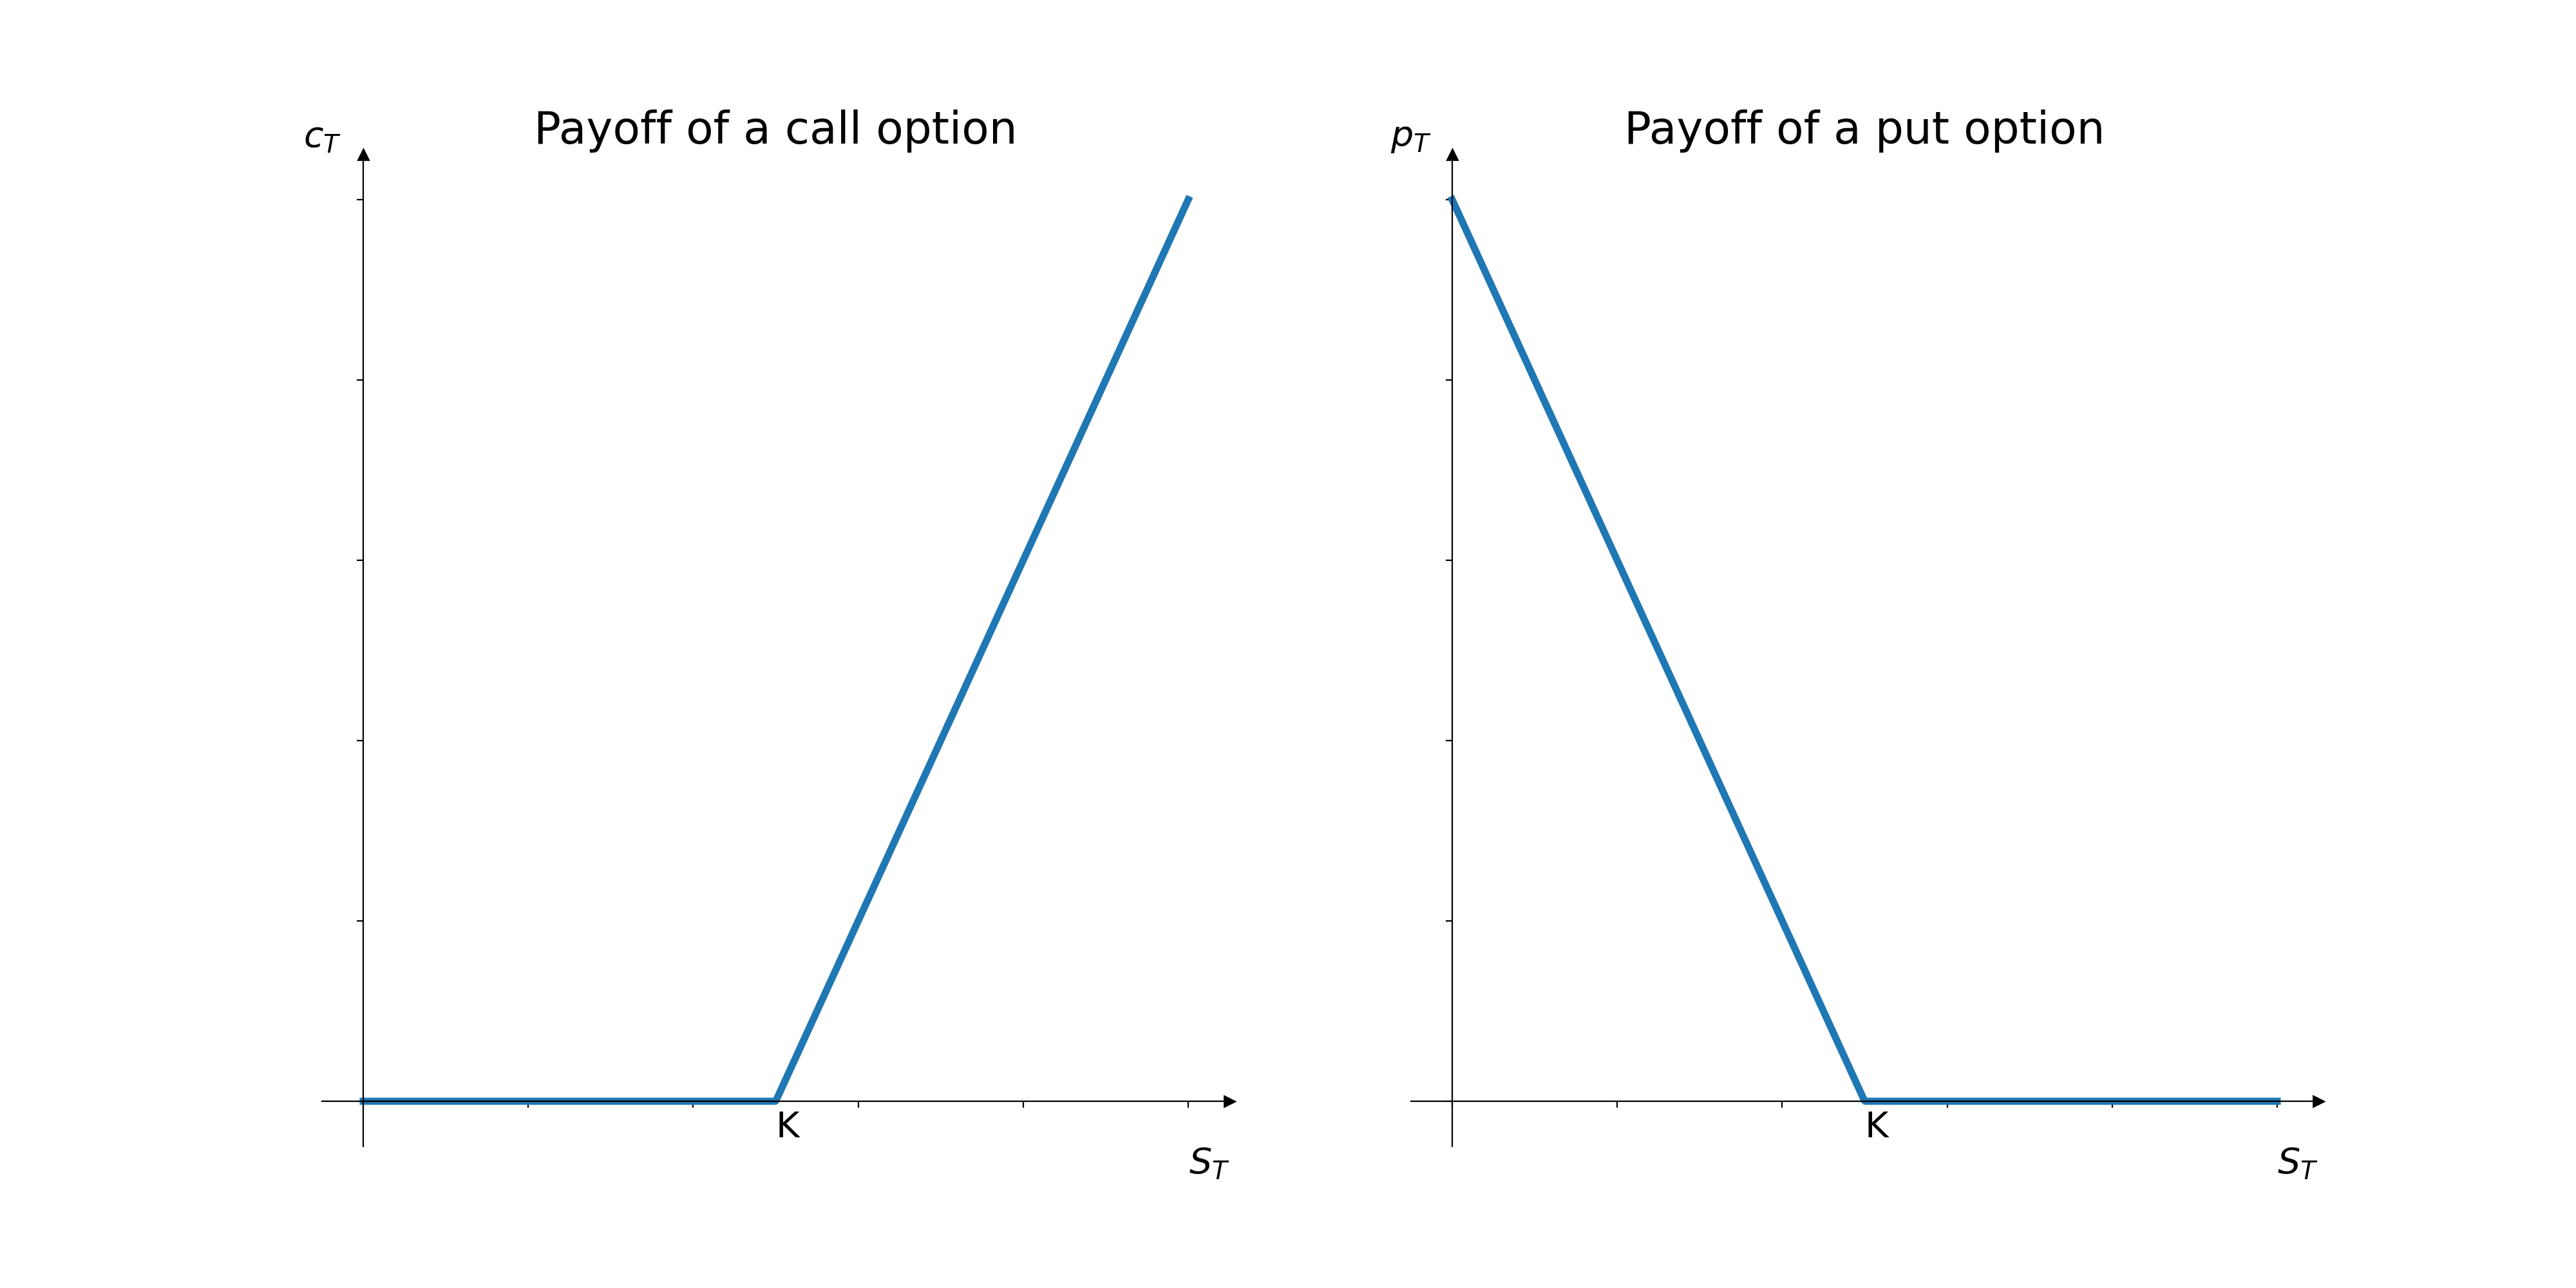 Payoff of a call option
c_T
K
S_T
Payoff of a put option
p_T
K
S_T